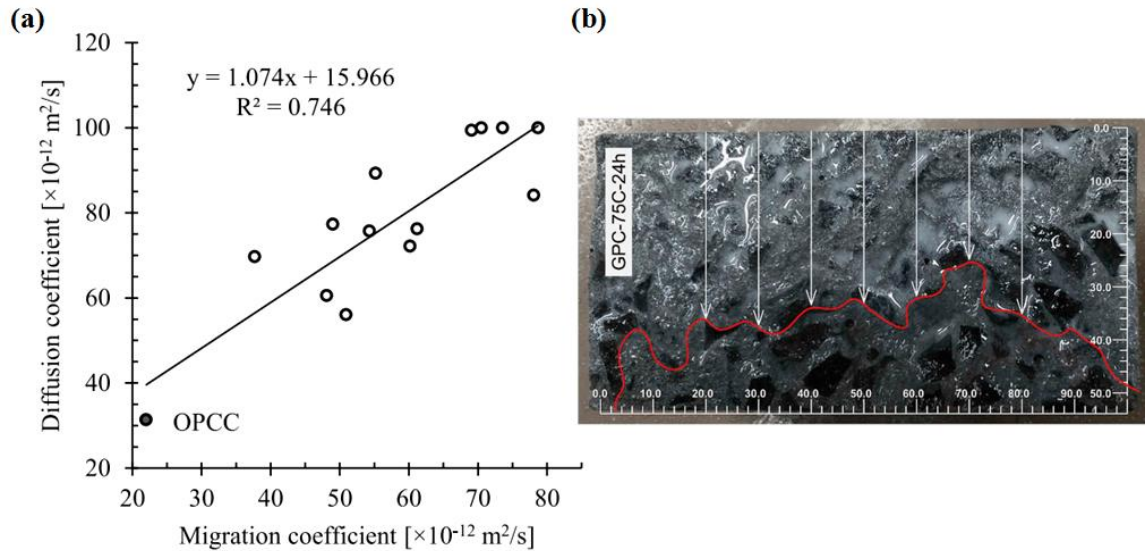 (a)
(b)
120
100
80
60
40
20
Diffusion coefficient [×10⁻¹² m²/s]
y = 1.074x + 15.966
R² = 0.746
OPCC
20 30 40 50 60 70 80
Migration coefficient [×10⁻¹² m²/s]
GPC-75C-24h
0.0
10.0
20.0
30.0
40.0
50.0
0.0 10.0 20.0 30.0 40.0 50.0 60.0 70.0 80.0 90.0